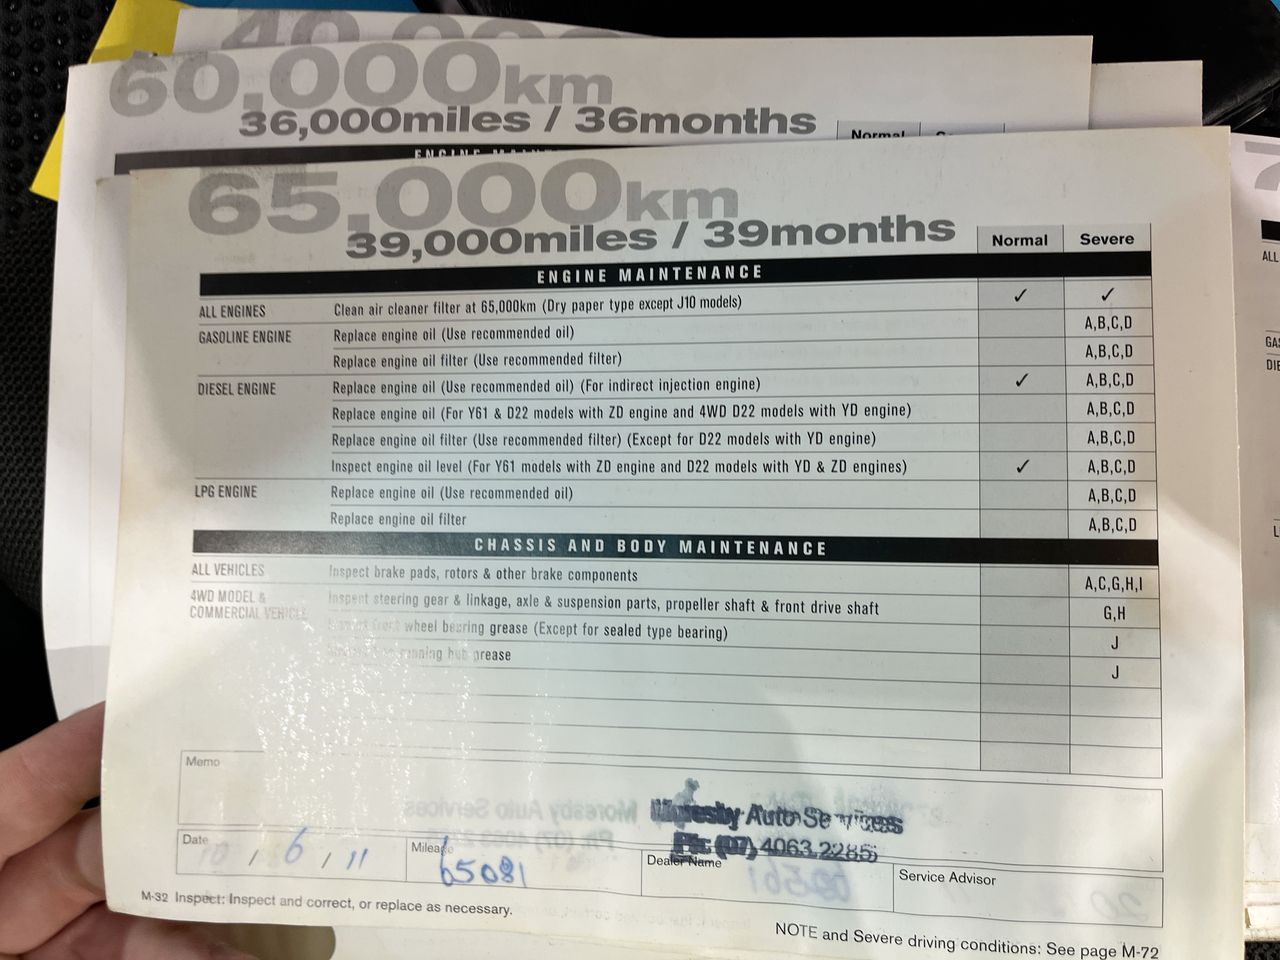 40,000
60,000km
36,000miles / 36months
Normal
65,000km
39,000miles / 39months
Normal Severe
ENGINE MAINTENANCE
ALL ENGINES Clean air cleaner filter at 65,000km (Dry paper type except J10 models) ✓ ✓
GASOLINE ENGINE Replace engine oil (Use recommended oil) A,B,C,D
Replace engine oil filter (Use recommended filter) A,B,C,D
DIESEL ENGINE Replace engine oil (Use recommended oil) (For indirect injection engine) ✓ A,B,C,D
Replace engine oil (For Y61 & D22 models with ZD engine and 4WD D22 models with YD engine) A,B,C,D
Replace engine oil filter (Use recommended filter) (Except for D22 models with YD engine) A,B,C,D
Inspect engine oil level (For Y61 models with ZD engine and D22 models with YD & ZD engines) ✓ A,B,C,D
LPG ENGINE Replace engine oil (Use recommended oil) A,B,C,D
Replace engine oil filter A,B,C,D
CHASSIS AND BODY MAINTENANCE
ALL VEHICLES Inspect brake pads, rotors & other brake components A,C,G,H,I
4WD MODEL & Inspect steering gear & linkage, axle & suspension parts, propeller shaft & front drive shaft G,H
COMMERCIAL VEHICLE
wheel bearing grease (Except for sealed type bearing) J
grease J
Memo
Moresby Auto Services
Ph: (07) 4063 2285
Date 10 / 6 / 11
Mileage 65081
Dealer Name
Service Advisor
M-32 Inspect: Inspect and correct, or replace as necessary.
NOTE and Severe driving conditions: See page M-72